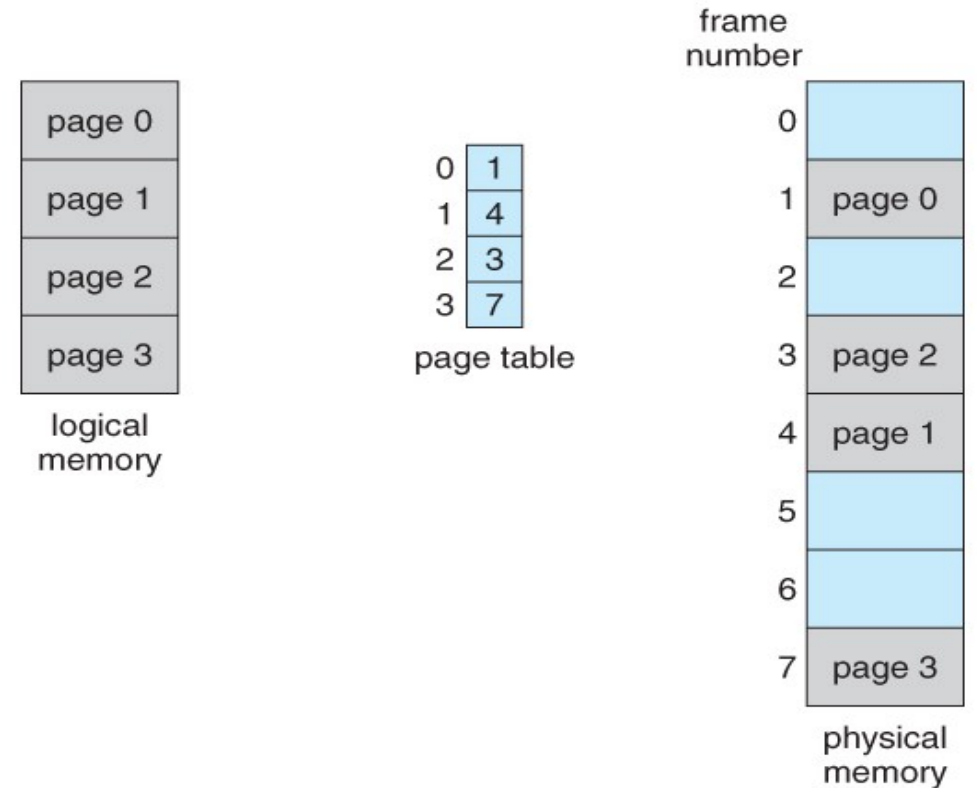 page 0
page 1
page 2
page 3
logical
memory
0 1
1 4
2 3
3 7
page table
frame
number
0
1 page 0
2
3 page 2
4 page 1
5
6
7 page 3
physical
memory